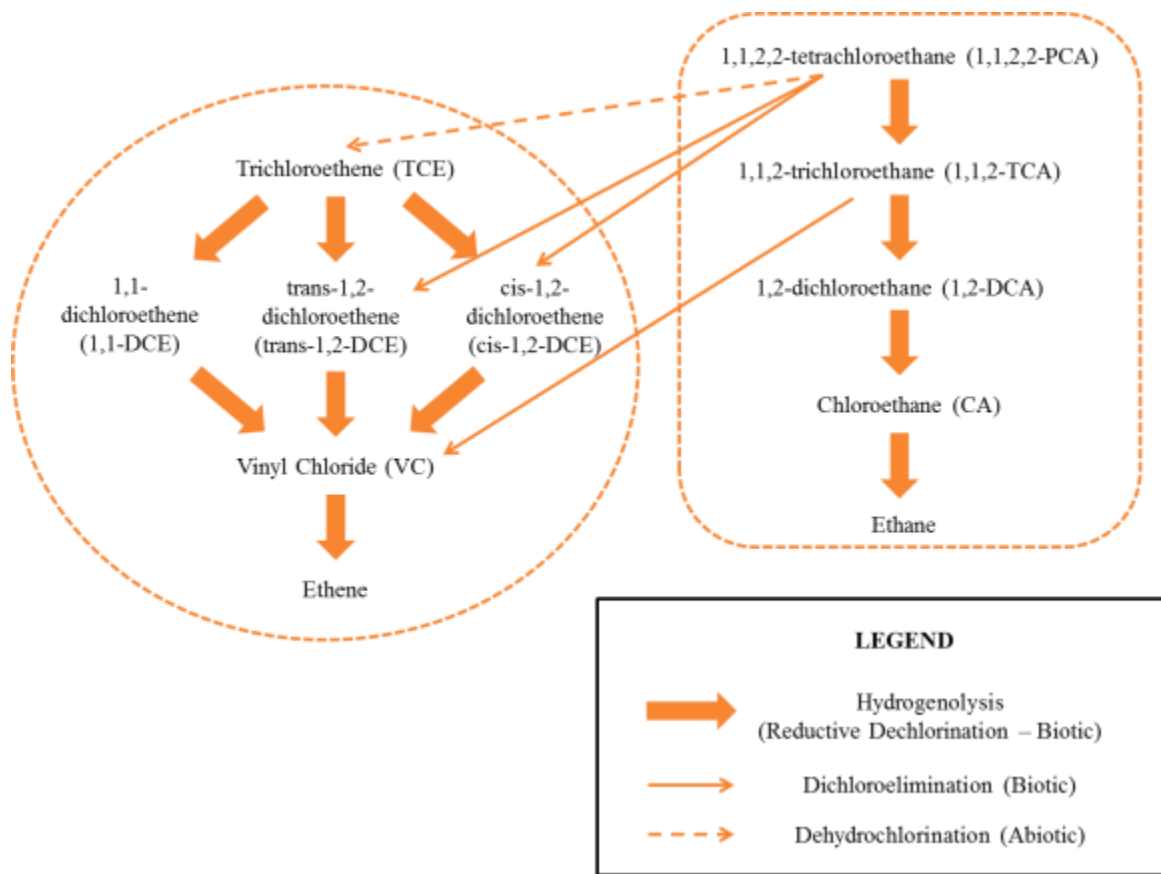 1,1,2,2-tetrachloroethane (1,1,2,2-PCA)
Trichloroethene (TCE)
1,1,2-trichloroethane (1,1,2-TCA)
1,1-
dichloroethene
(1,1-DCE)
trans-1,2-
dichloroethene
(trans-1,2-DCE)
cis-1,2-
dichloroethene
(cis-1,2-DCE)
1,2-dichloroethane (1,2-DCA)
Chloroethane (CA)
Vinyl Chloride (VC)
Ethane
Ethene
LEGEND
Hydrogenolysis
(Reductive Dechlorination – Biotic)
Dichloroelimination (Biotic)
Dehydrochlorination (Abiotic)